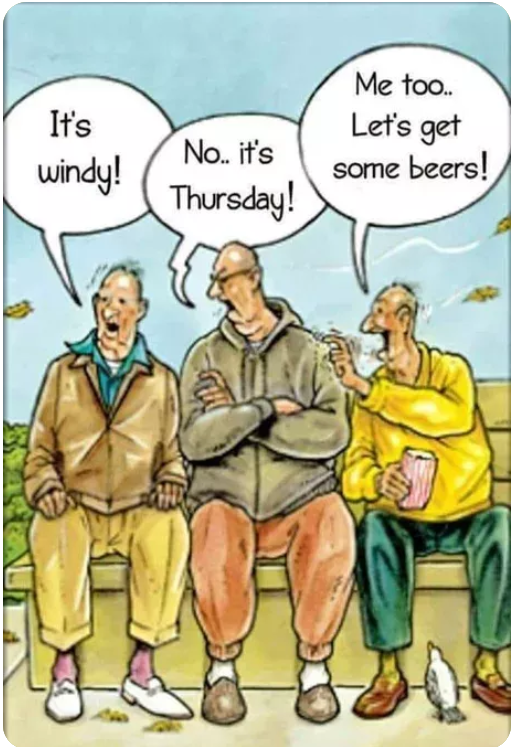 It's
windy!
No.. it's
Thursday!
Me too..
Let's get
some beers!